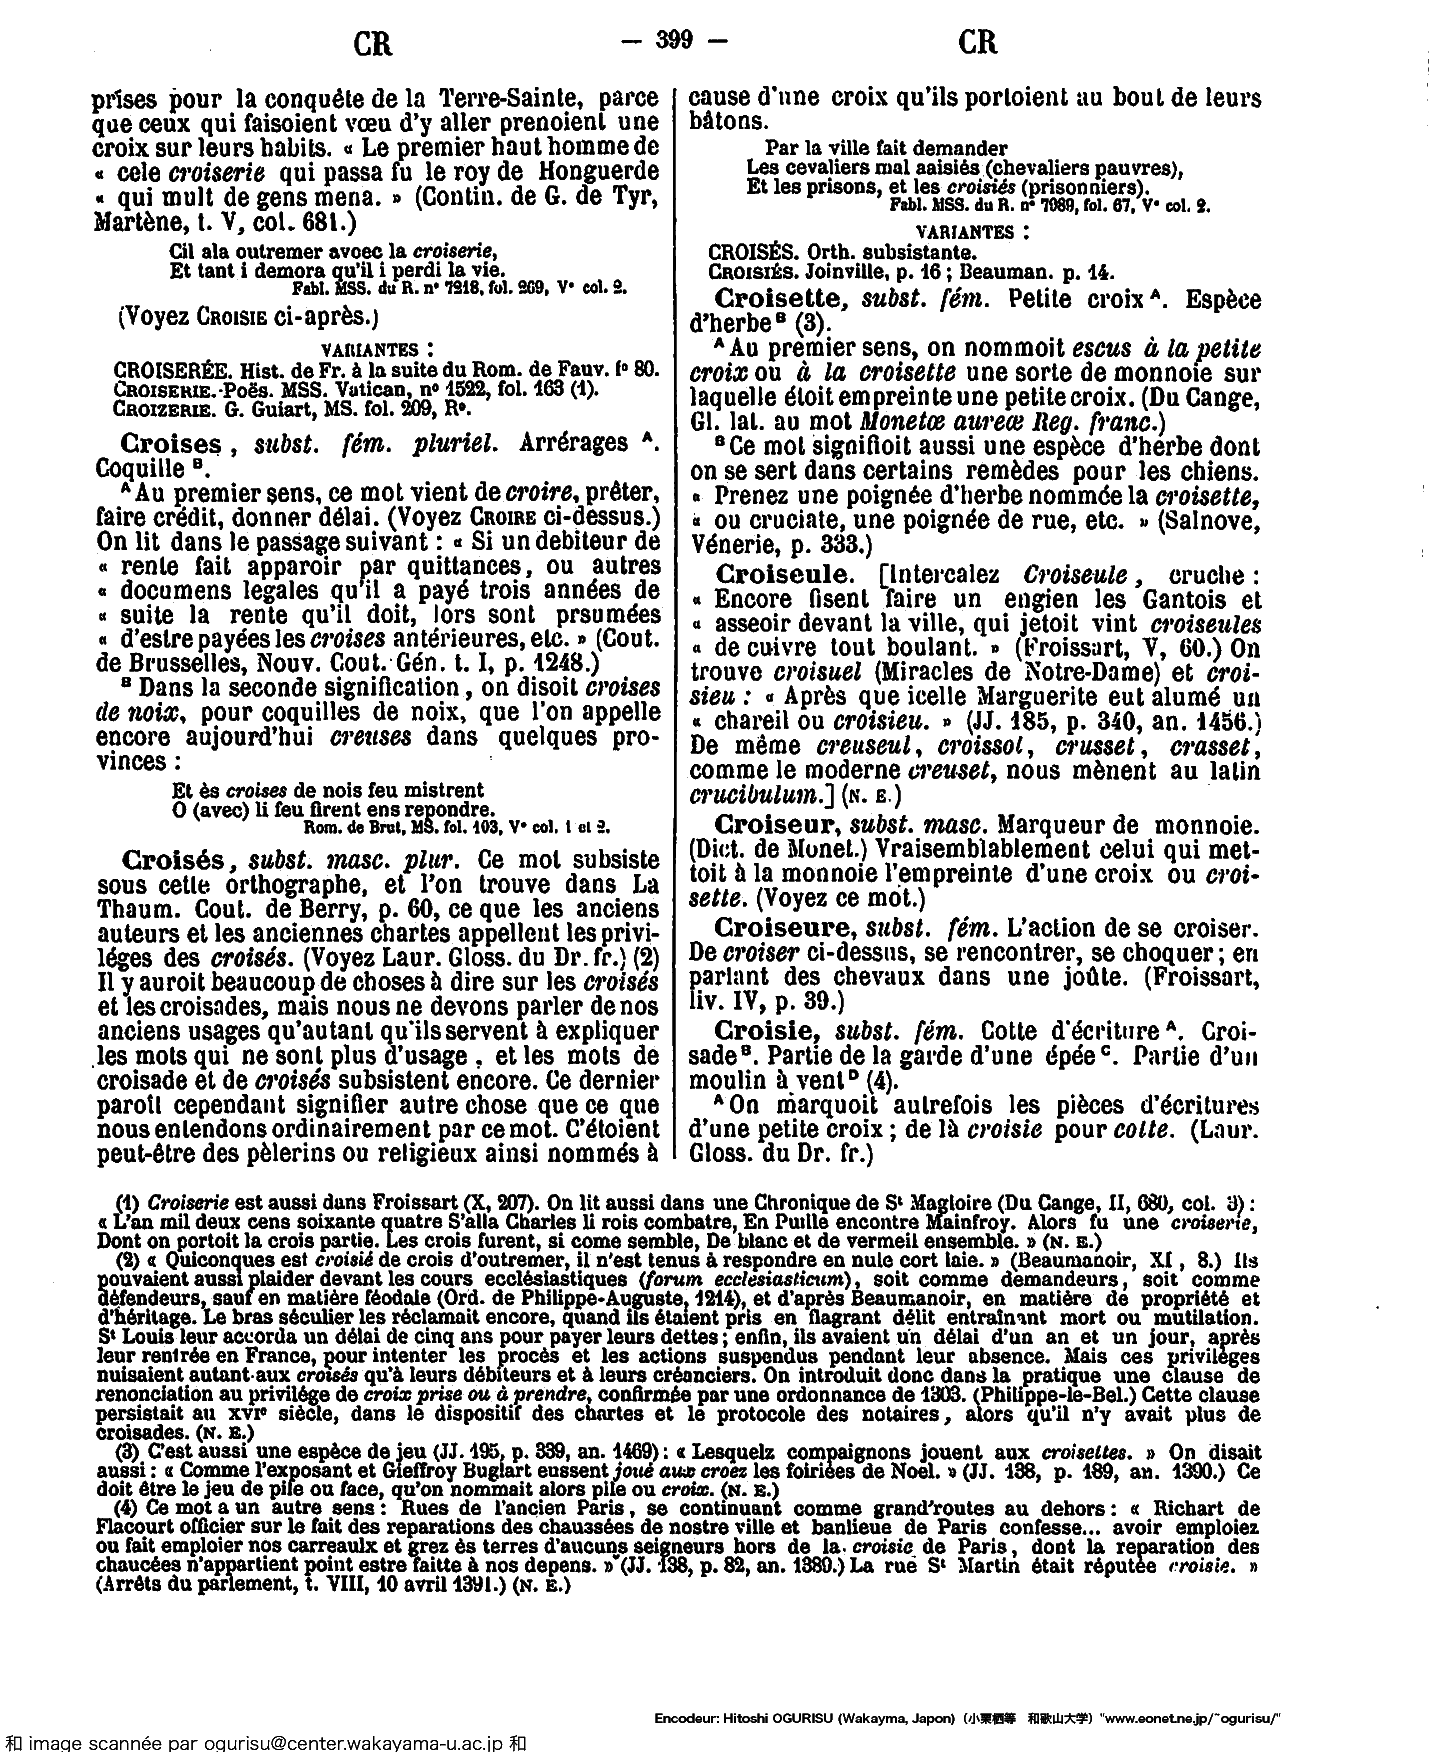 CR — 399 — CR
prises pour la conquête de la Terre-Sainte, parce
que ceux qui faisoient vœu d'y aller prenoient une
croix sur leurs habits. « Le premier haut homme de
« cele croiserie qui passa fu le roy de Honguerde
« qui mult de gens mena. » (Contin. de G. de Tyr,
Martène, t. V, col. 681.)
Cil ala outremer avoec la croiserie,
Et tant i demora qu'il i perdi la vie.
Fabl. MSS. du R. n° 7218, fol. 269, V° col. 2.
(Voyez CROISIE ci-après.)
VARIANTES :
CROISERÉE. Hist. de Fr. à la suite du Rom. de Fauv. f° 80.
CROISERIE. Poës. MSS. Vatican, n° 1522, fol. 163 (1).
CROIZERIE. G. Guiart, MS. fol. 209, R°.
Croises, subst. fém. pluriel. Arrérages A.
Coquille B.
A Au premier sens, ce mot vient de croire, prêter,
faire crédit, donner délai. (Voyez CROIRE ci-dessus.)
On lit dans le passage suivant : « Si un debiteur de
« rente fait apparoir par quittances, ou autres
« documens legales qu'il a payé trois années de
« suite la rente qu'il doit, lors sont prsumées
« d'estre payées les croises antérieures, etc. » (Cout.
de Brusselles, Nouv. Cout. Gén. t. I, p. 1248.)
B Dans la seconde signification, on disoit croises
de noix, pour coquilles de noix, que l'on appelle
encore aujourd'hui creuses dans quelques pro-
vinces :
Et ès croises de nois feu mistrent
O (avec) li feu firent ens repondre.
Rom. de Brut, MS. fol. 103, V° col. 1 et 2.
Croisés, subst. masc. plur. Ce mot subsiste
sous cette orthographe, et l'on trouve dans La
Thaum. Cout. de Berry, p. 60, ce que les anciens
auteurs et les anciennes chartes appellent les privi-
léges des croisés. (Voyez Laur. Gloss. du Dr. fr.) (2)
Il y auroit beaucoup de choses à dire sur les croisés
et les croisades, mais nous ne devons parler de nos
anciens usages qu'autant qu'ils servent à expliquer
les mots qui ne sont plus d'usage, et les mots de
croisade et de croisés subsistent encore. Ce dernier
paroît cependant signifier autre chose que ce que
nous entendons ordinairement par ce mot. C'étoient
peut-être des pèlerins ou religieux ainsi nommés à
cause d'une croix qu'ils portoient au bout de leurs
bâtons.
Par la ville fait demander
Les cevaliers mal aaisiés (chevaliers pauvres),
Et les prisons, et les croisiés (prisonniers).
Fabl. MSS. du R. n° 7989, fol. 67, V° col. 2.
VARIANTES :
CROISÉS. Orth. subsistante.
CROISIÉS. Joinville, p. 16 ; Beauman. p. 14.
Croisette, subst. fém. Petite croix A. Espèce
d'herbe B (3).
A Au premier sens, on nommoit escus à la petite
croix ou à la croisette une sorte de monnoie sur
laquelle étoit empreinte une petite croix. (Du Cange,
Gl. lat. au mot Monetæ aureæ Reg. franc.)
B Ce mot signifioit aussi une espèce d'herbe dont
on se sert dans certains remèdes pour les chiens.
« Prenez une poignée d'herbe nommée la croisette,
« ou cruciate, une poignée de rue, etc. » (Salnove,
Vénerie, p. 333.)
Croiseule. [Intercalez Croiseule, cruche :
« Encore fisent faire un engien les Gantois et
« asseoir devant la ville, qui jetoit vint croiseules
« de cuivre tout boulant. » (Froissart, V, 60.) On
trouve croisuel (Miracles de Notre-Dame) et croi-
sieu : « Après que icelle Marguerite eut alumé un
« chareil ou croisieu. » (JJ. 185, p. 340, an. 1456.)
De même creuseul, croissol, crusset, crasset,
comme le moderne creuset, nous mènent au latin
crucibulum.] (N. E.)
Croiseur, subst. masc. Marqueur de monnoie.
(Dict. de Monet.) Vraisemblablement celui qui met-
toit à la monnoie l'empreinte d'une croix ou croi-
sette. (Voyez ce mot.)
Croiseure, subst. fém. L'action de se croiser.
De croiser ci-dessus, se rencontrer, se choquer ; en
parlant des chevaux dans une joûte. (Froissart,
liv. IV, p. 39.)
Croisie, subst. fém. Cotte d'écriture A. Croi-
sade B. Partie de la garde d'une épée C. Partie d'un
moulin à vent D (4).
A On marquoit autrefois les pièces d'écritures
d'une petite croix ; de là croisie pour cotte. (Laur.
Gloss. du Dr. fr.)
(1) Croiserie est aussi dans Froissart (X, 207). On lit aussi dans une Chronique de St Magloire (Du Cange, II, 680, col. 3) :
« L'an mil deux cens soixante quatre S'alla Charles li rois combatre, En Puille encontre Mainfroy. Alors fu une croiserie,
Dont on portoit la crois partie. Les crois furent, si come semble, De blanc et de vermeil ensemble. » (N. E.)
(2) « Quiconques est croisié de crois d'outremer, il n'est tenus à respondre en nule cort laie. » (Beaumanoir, XI, 8.) Ils
pouvaient aussi plaider devant les cours ecclésiastiques (forum ecclesiasticum), soit comme demandeurs, soit comme
défendeurs, sauf en matière féodale (Ord. de Philippe-Auguste, 1214), et d'après Beaumanoir, en matière de propriété et
d'héritage. Le bras séculier les réclamait encore, quand ils étaient pris en flagrant délit entraînant mort ou mutilation.
St Louis leur accorda un délai de cinq ans pour payer leurs dettes ; enfin, ils avaient un délai d'un an et un jour, après
leur rentrée en France, pour intenter les procès et les actions suspendus pendant leur absence. Mais ces priviléges
nuisaient autant aux croisés qu'à leurs débiteurs et à leurs créanciers. On introduit donc dans la pratique une clause de
renonciation au privilége de croix prise ou à prendre, confirmée par une ordonnance de 1303. (Philippe-le-Bel.) Cette clause
persistait au XVIe siècle, dans le dispositif des chartes et le protocole des notaires, alors qu'il n'y avait plus de
croisades. (N. E.)
(3) C'est aussi une espèce de jeu (JJ. 195, p. 339, an. 1469) : « Lesquelz compaignons jouent aux croisettes. » On disait
aussi : « Comme l'exposant et Gieffroy Buglart eussent joué aux croez les foiriées de Noël. » (JJ. 138, p. 189, an. 1390.) Ce
doit être le jeu de pile ou face, qu'on nommait alors pile ou croix. (N. E.)
(4) Ce mot a un autre sens : Rues de l'ancien Paris, se continuant comme grand'routes au dehors : « Richart de
Flacourt officier sur le fait des reparations des chaussées de nostre ville et banlieue de Paris confesse... avoir emploiez
ou fait emploier nos carreaulx et grez ès terres d'aucuns seigneurs hors de la croisie de Paris, dont la reparation des
chaucées n'appartient point estre faitte à nos depens. » (JJ. 138, p. 82, an. 1389.) La rue St Martin était réputée croisie. »
(Arrêts du parlement, t. VIII, 10 avril 1391.) (N. E.)
Encodeur: Hitoshi OGURISU (Wakayma, Japon) (小栗栖等 和歌山大学) "www.eonet.ne.jp/~ogurisu/"
和 image scannée par ogurisu@center.wakayama-u.ac.jp 和